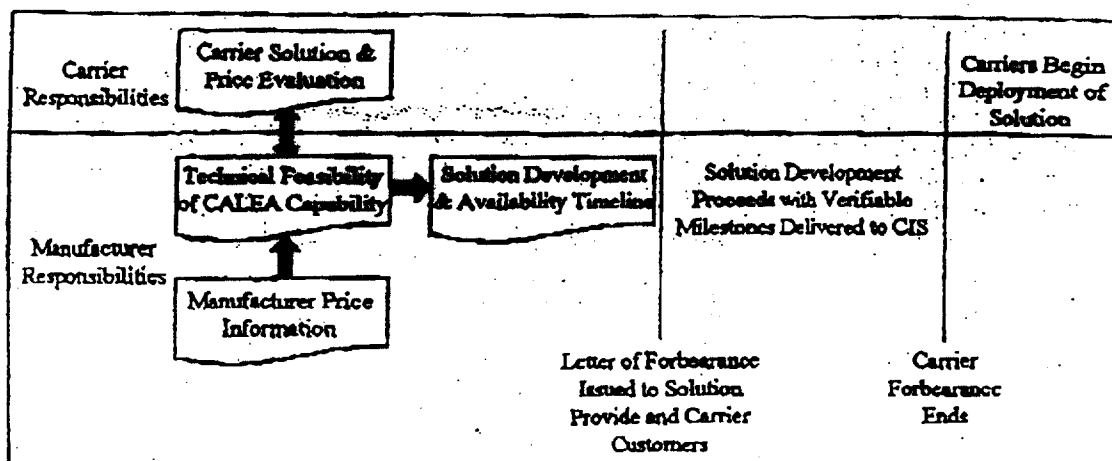 Carrier
Responsibilities
Carrier Solution &
Price Evaluation
Carriers Begin
Deployment of
Solution
Manufacturer
Responsibilities
Technical Feasibility
of CALEA Capability
Solution Development
& Availability Timeline
Solution Development
Proceeds with Verifiable
Milestones Delivered to CIS
Manufacturer Price
Information
Letter of Forbearance
Issued to Solution
Provide and Carrier
Customers
Carrier
Forbearance
Ends